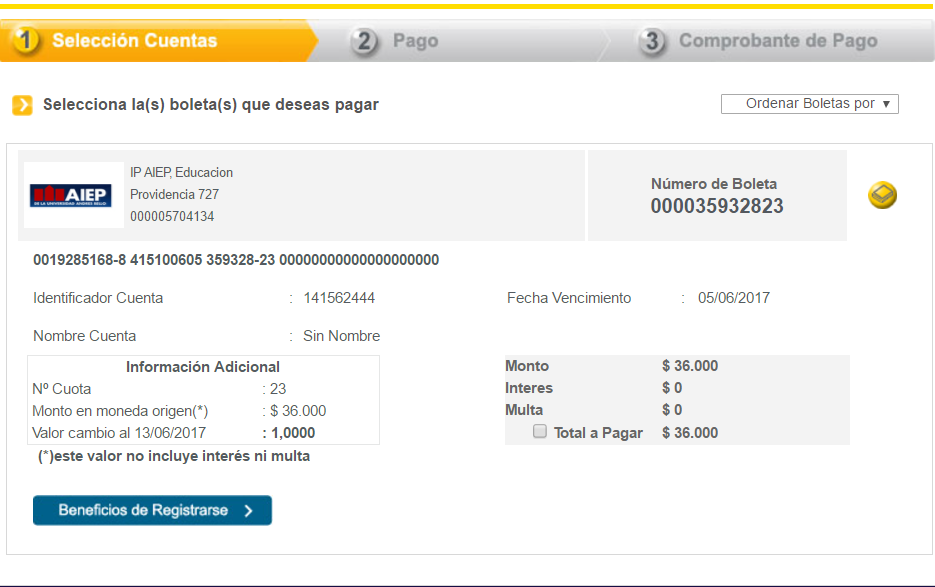 1 Selección Cuentas
2 Pago
3 Comprobante de Pago
Selecciona la(s) boleta(s) que deseas pagar
Ordenar Boletas por ▼
AIEP
DE LA UNIVERSIDAD ANDRES BELLO
IP AIEP, Educacion
Providencia 727
000005704134
Número de Boleta
000035932823
0019285168-8 415100605 359328-23 00000000000000000000
Identificador Cuenta : 141562444
Fecha Vencimiento : 05/06/2017
Nombre Cuenta : Sin Nombre
Información Adicional
Nº Cuota : 23
Monto en moneda origen(*) : $ 36.000
Valor cambio al 13/06/2017 : 1,0000
(*)este valor no incluye interés ni multa
Monto $ 36.000
Interes $ 0
Multa $ 0
Total a Pagar $ 36.000
Beneficios de Registrarse